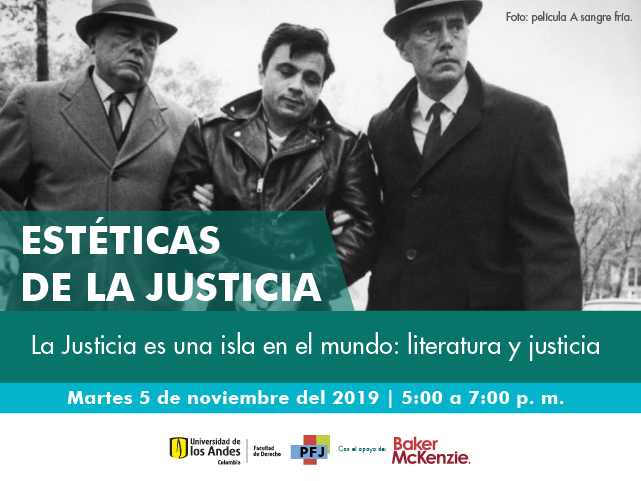 Foto: película A sangre fría.
ESTÉTICAS
DE LA JUSTICIA
La Justicia es una isla en el mundo: literatura y justicia
Martes 5 de noviembre del 2019 | 5:00 a 7:00 p. m.
Universidad de
los Andes
Colombia
Facultad
de Derecho
PFJ
Con el apoyo de:
Baker
McKenzie.